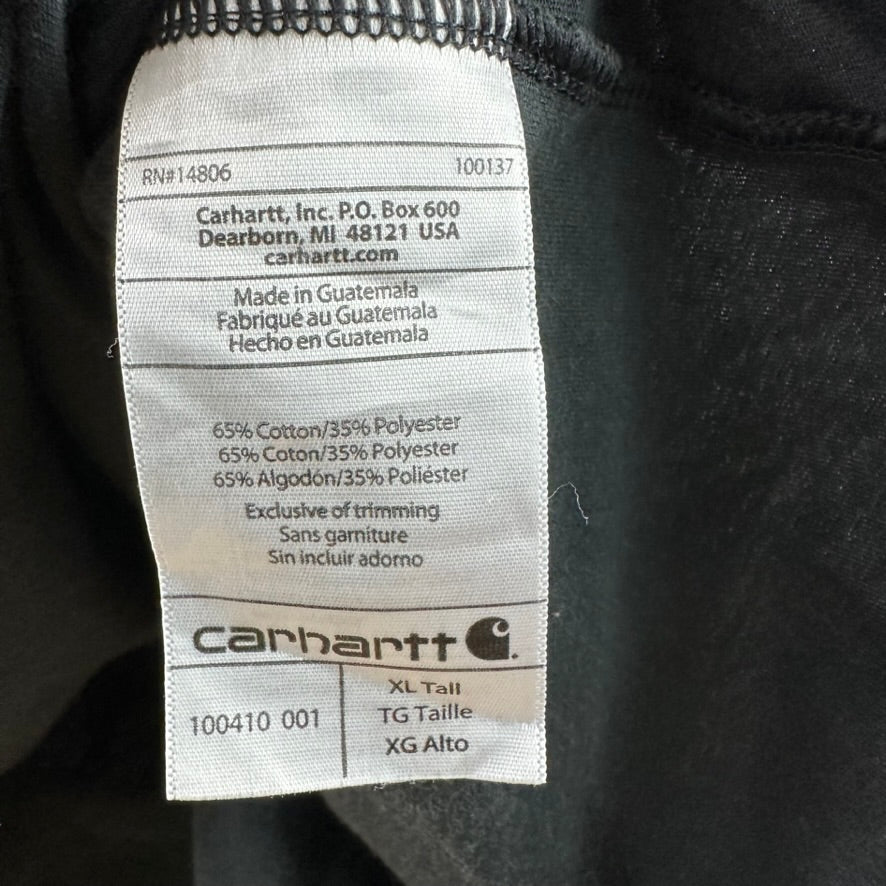 RN#14806 100137
Carhartt, Inc. P.O. Box 600
Dearborn, MI 48121 USA
carhartt.com
Made in Guatemala
Fabriqué au Guatemala
Hecho en Guatemala
65% Cotton/35% Polyester
65% Coton/35% Polyester
65% Algodón/35% Poliéster
Exclusive of trimming
Sans garniture
Sin incluir adorno
carhartt
100410 001
XL Tall
TG Taille
XG Alto